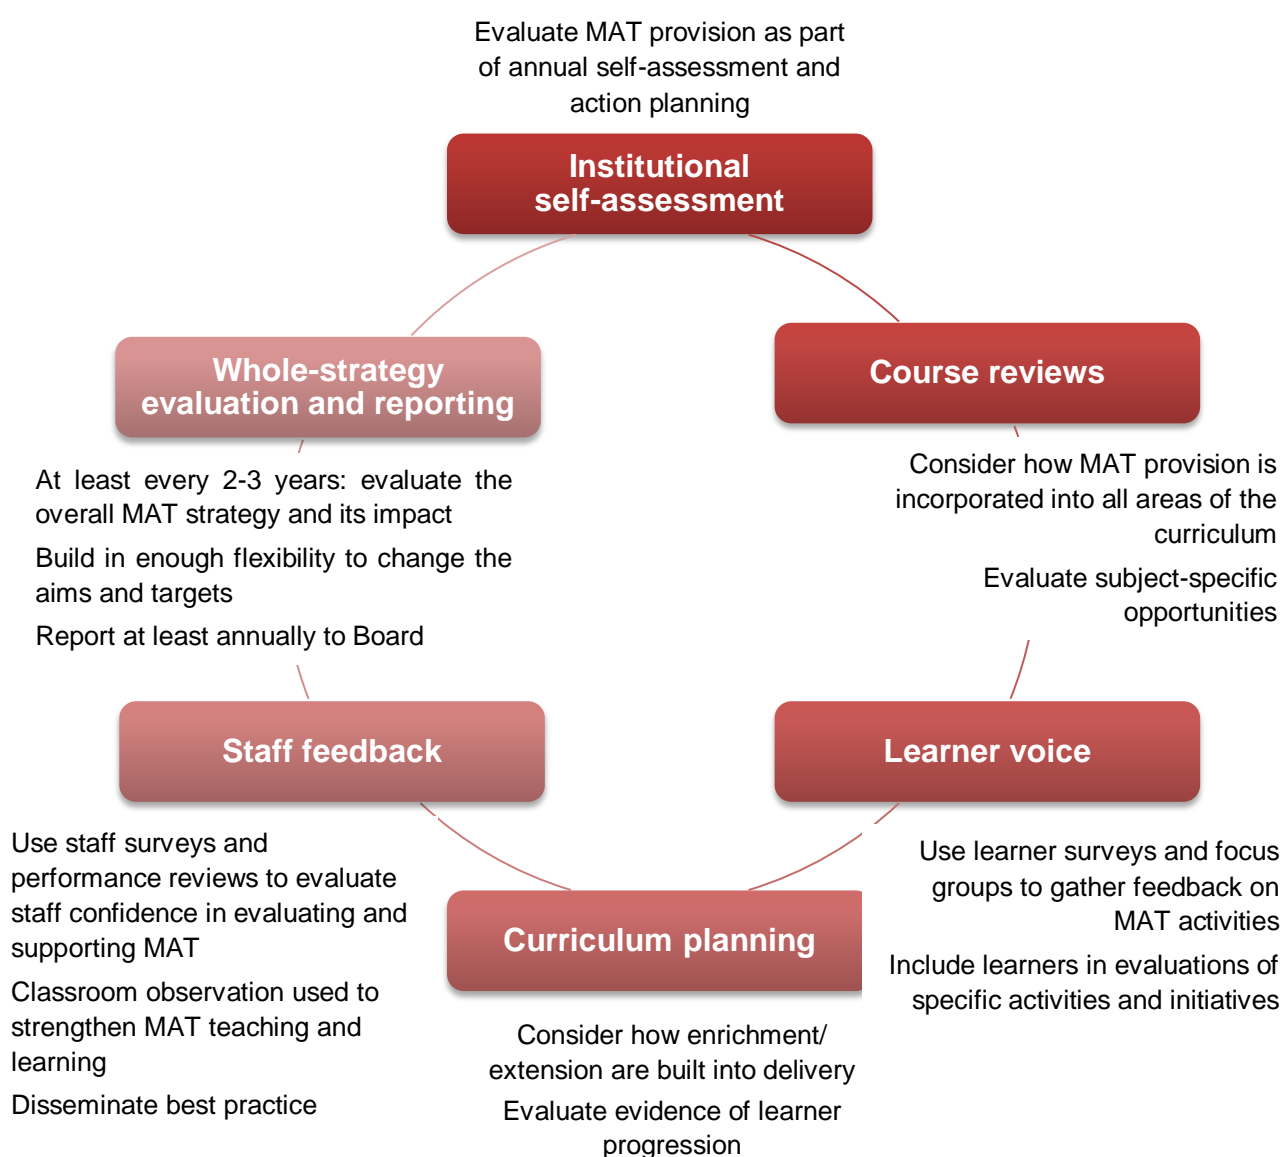 Evaluate MAT provision as part
of annual self-assessment and
action planning
Institutional
self-assessment
Course reviews
Consider how MAT provision is
incorporated into all areas of the
curriculum
Evaluate subject-specific
opportunities
Learner voice
Use learner surveys and focus
groups to gather feedback on
MAT activities
Include learners in evaluations of
specific activities and initiatives
Curriculum planning
Consider how enrichment/
extension are built into delivery
Evaluate evidence of learner
progression
Staff feedback
Use staff surveys and
performance reviews to evaluate
staff confidence in evaluating and
supporting MAT
Classroom observation used to
strengthen MAT teaching and
learning
Disseminate best practice
Whole-strategy
evaluation and reporting
At least every 2-3 years: evaluate the
overall MAT strategy and its impact
Build in enough flexibility to change the
aims and targets
Report at least annually to Board